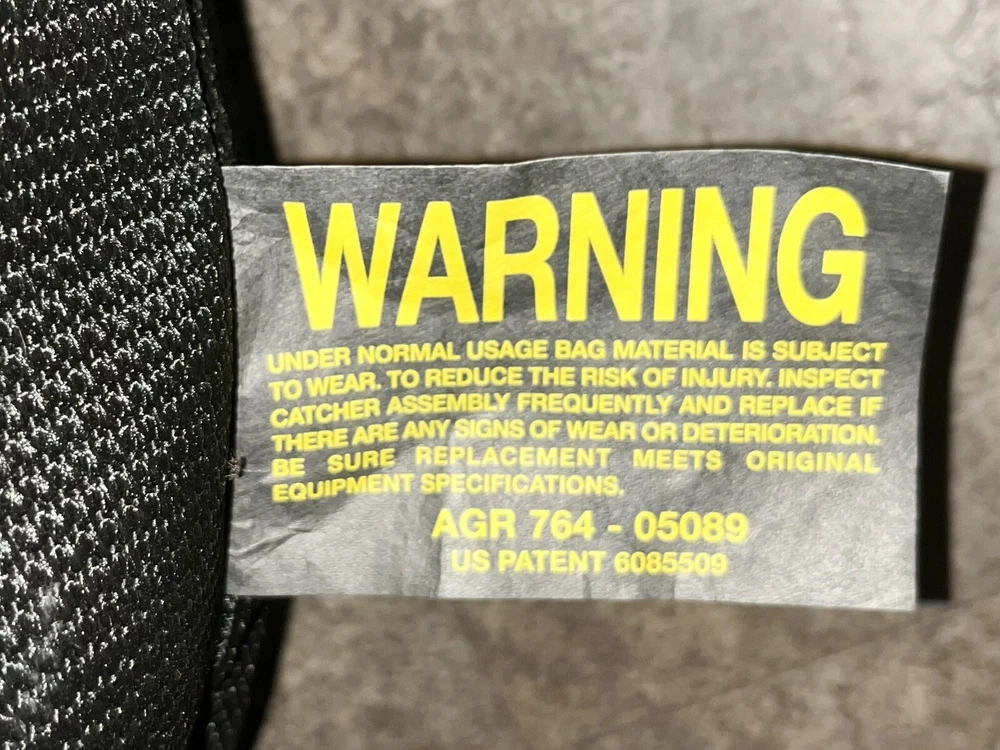 WARNING
UNDER NORMAL USAGE BAG MATERIAL IS SUBJECT
TO WEAR. TO REDUCE THE RISK OF INJURY. INSPECT
CATCHER ASSEMBLY FREQUENTLY AND REPLACE IF
THERE ARE ANY SIGNS OF WEAR OR DETERIORATION.
BE SURE REPLACEMENT MEETS ORIGINAL
EQUIPMENT SPECIFICATIONS.
AGR 764 - 05089
US PATENT 6085509